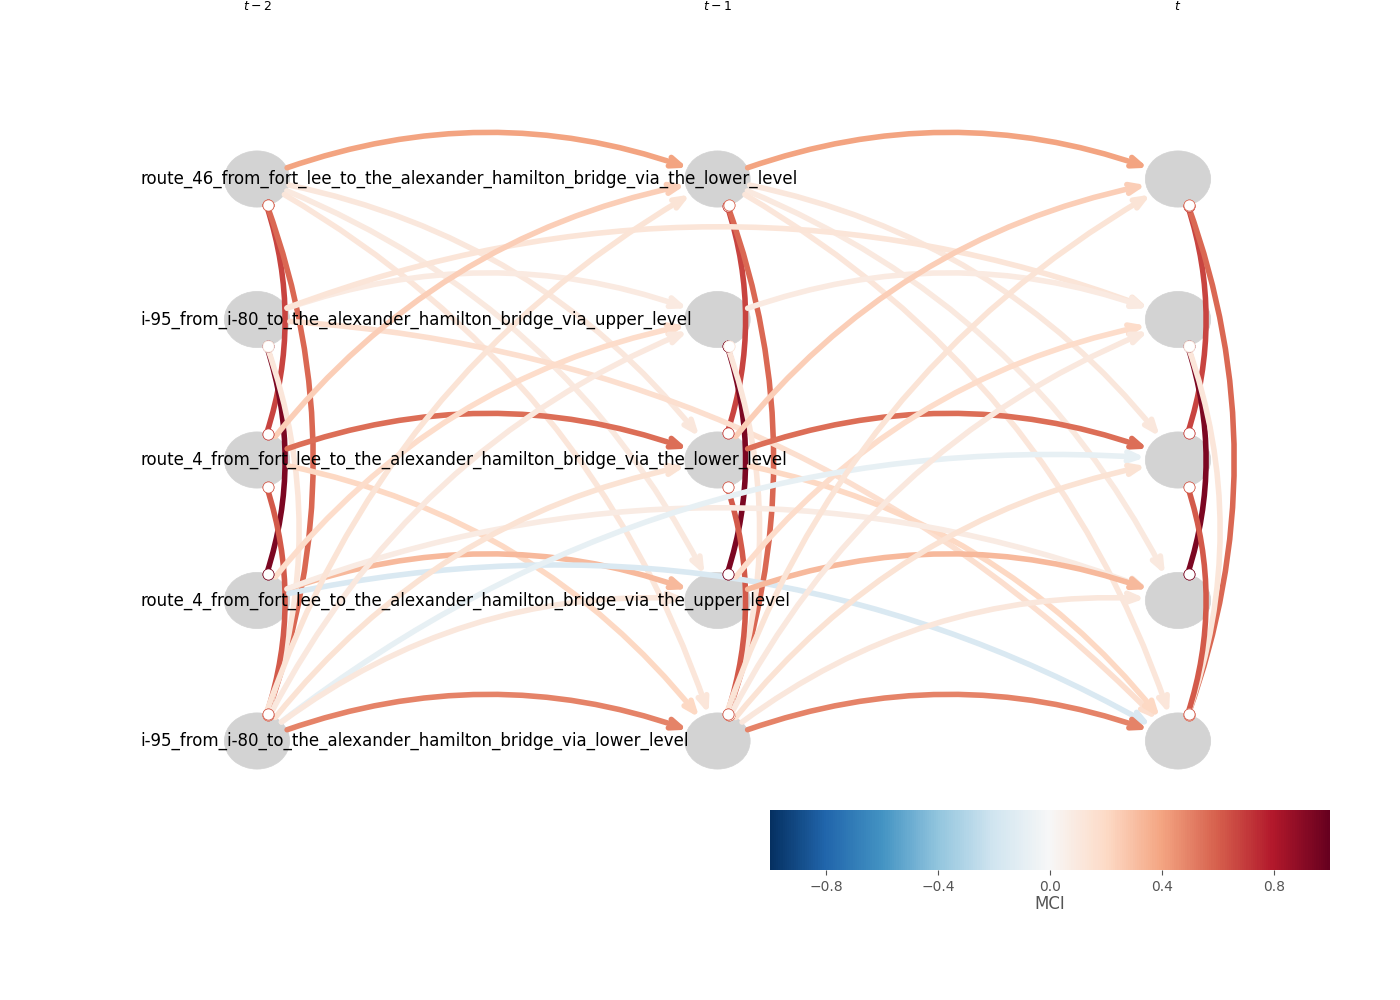 t − 2 t − 1 t
route_46_from_fort_lee_to_the_alexander_hamilton_bridge_via_the_lower_level
i-95_from_i-80_to_the_alexander_hamilton_bridge_via_upper_level
route_4_from_fort_lee_to_the_alexander_hamilton_bridge_via_the_lower_level
route_4_from_fort_lee_to_the_alexander_hamilton_bridge_via_the_upper_level
i-95_from_i-80_to_the_alexander_hamilton_bridge_via_lower_level
−0.8 −0.4 0.0 0.4 0.8
MCI